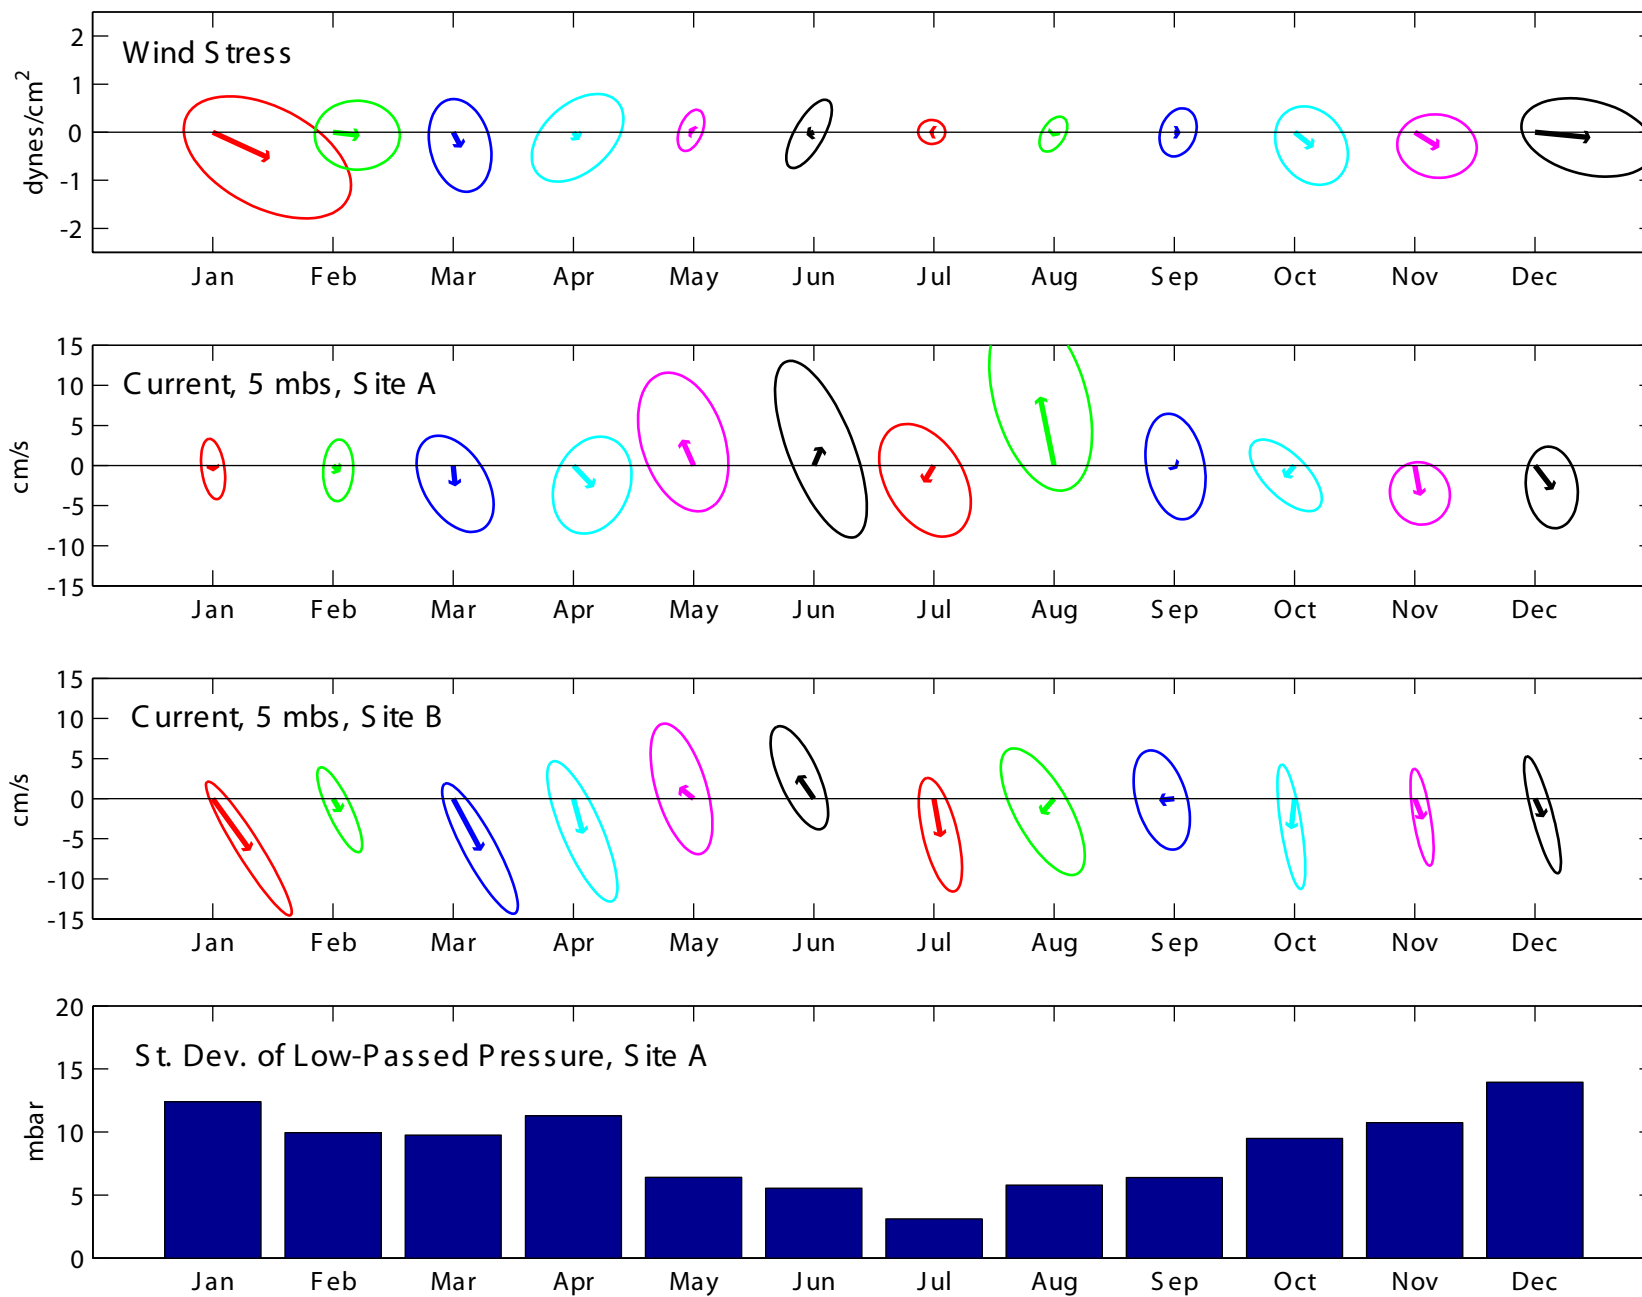 Wind Stress
dynes/cm²
2
1
0
-1
-2
Jan Feb Mar Apr May Jun Jul Aug Sep Oct Nov Dec
Current, 5 mbs, Site A
cm/s
15
10
5
0
-5
-10
-15
Jan Feb Mar Apr May Jun Jul Aug Sep Oct Nov Dec
Current, 5 mbs, Site B
cm/s
15
10
5
0
-5
-10
-15
Jan Feb Mar Apr May Jun Jul Aug Sep Oct Nov Dec
St. Dev. of Low-Passed Pressure, Site A
mbar
20
15
10
5
0
Jan Feb Mar Apr May Jun Jul Aug Sep Oct Nov Dec